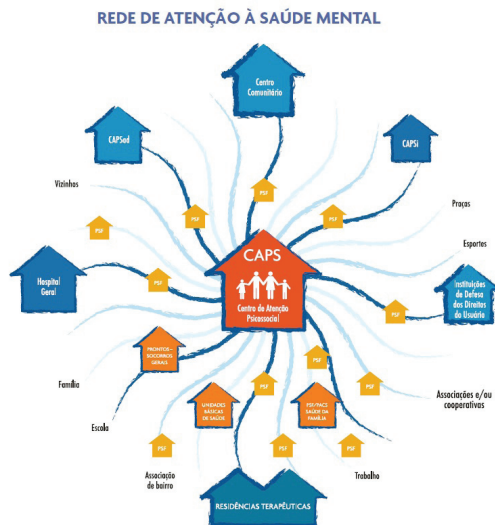 REDE DE ATENÇÃO À SAÚDE MENTAL
Centro
Comunitário
CAPSad
CAPSi
Vizinhos
PSF
PSF
PSF
Praças
PSF
CAPS
Centro de Atenção
Psicossocial
Esportes
Hospital
Geral
PSF
PSF
Instituições
de Defesa
dos Direitos
do Usuário
PRONTOS-
SOCORROS
GERAIS
Família
PSF
PSF
PSF
Associações e/ou
cooperativas
UNIDADES
BÁSICAS
DE SAÚDE
ESF/PACS
SAÚDE DA
FAMÍLIA
Escola
PSF
PSF
PSF
Associação
de bairro
Trabalho
RESIDÊNCIAS TERAPÊUTICAS